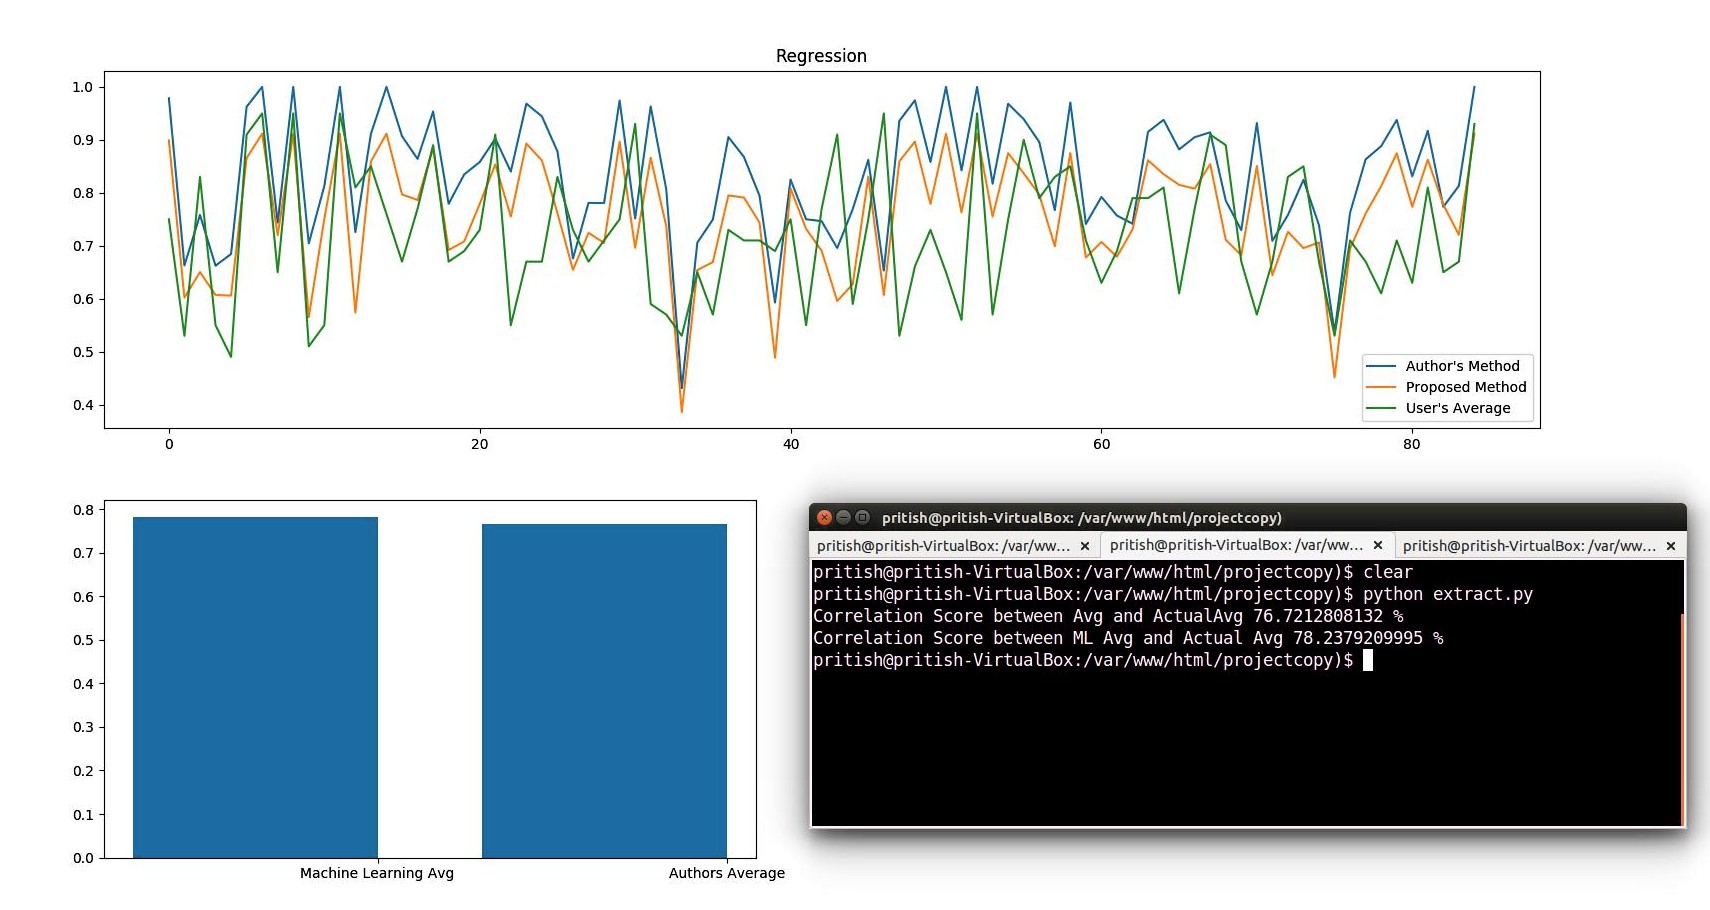 Regression
1.0
0.9
0.8
0.7
0.6
0.5
0.4
0 20 40 60 80
Author's Method
Proposed Method
User's Average
0.8
0.7
0.6
0.5
0.4
0.3
0.2
0.1
0.0
Machine Learning Avg Authors Average
pritish@pritish-VirtualBox: /var/www/html/projectcopy)
pritish@pritish-VirtualBox: /var/ww... × pritish@pritish-VirtualBox: /var/ww... × pritish@pritish-VirtualBox: /var/ww... ×
pritish@pritish-VirtualBox:/var/www/html/projectcopy)$ clear
pritish@pritish-VirtualBox:/var/www/html/projectcopy)$ python extract.py
Correlation Score between Avg and ActualAvg 76.7212808132 %
Correlation Score between ML Avg and Actual Avg 78.2379209995 %
pritish@pritish-VirtualBox:/var/www/html/projectcopy)$